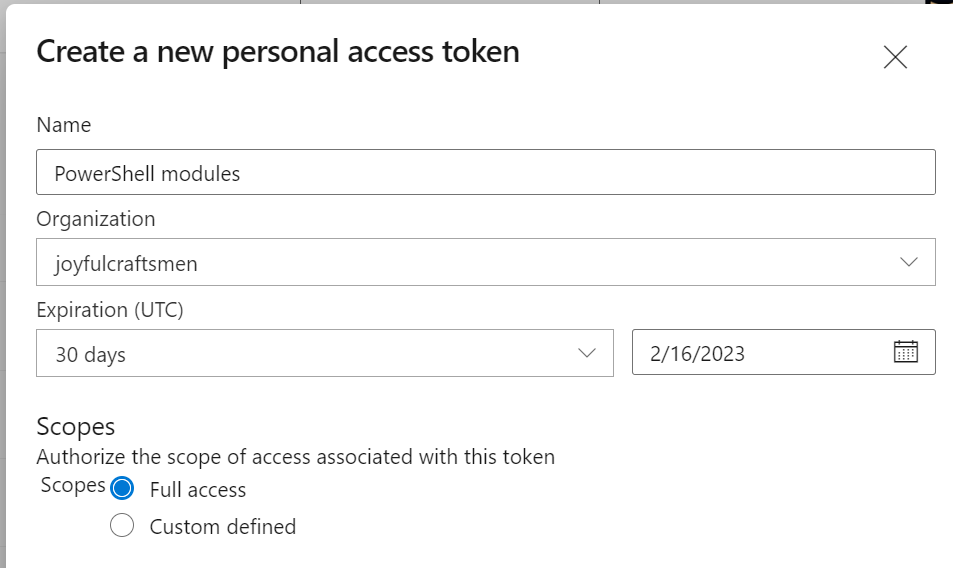 Create a new personal access token
Name
PowerShell modules
Organization
joyfulcraftsmen
Expiration (UTC)
30 days 2/16/2023
Scopes
Authorize the scope of access associated with this token
Scopes Full access
Custom defined